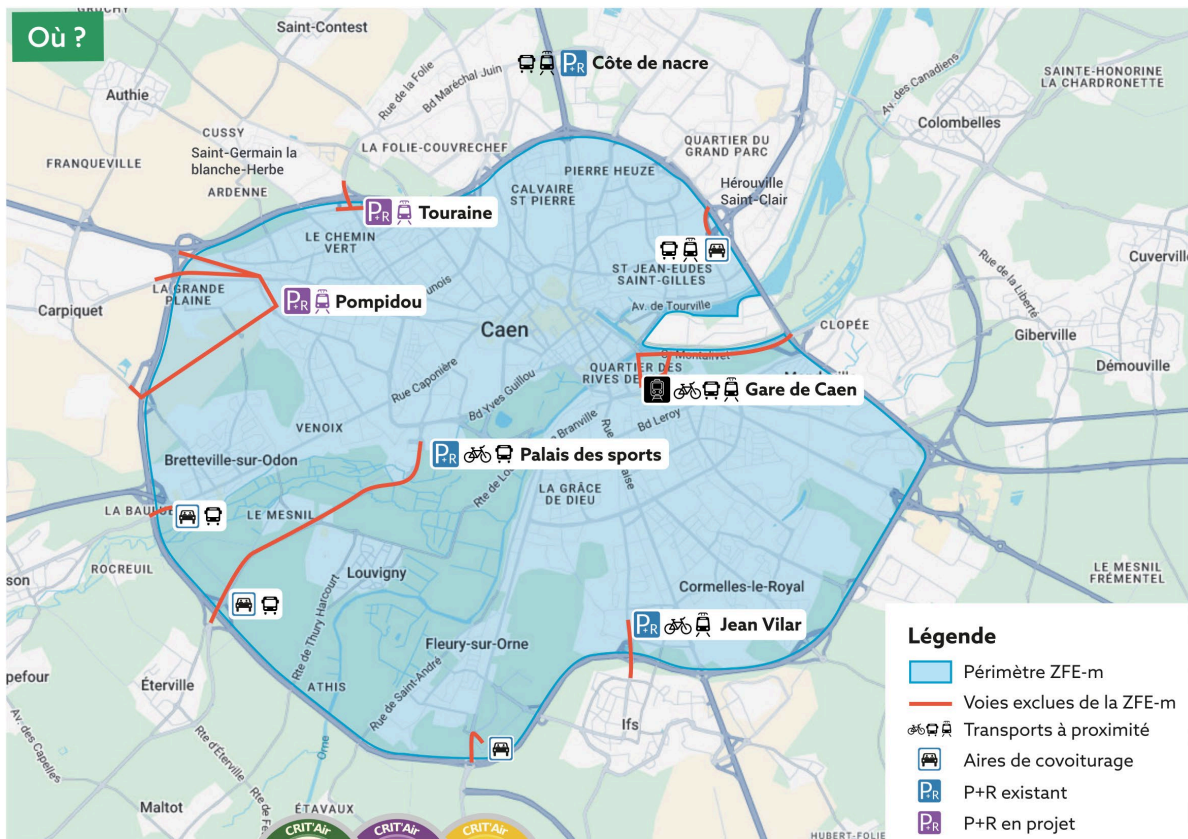 GRUCHY
Où ?
Saint-Contest
P+R Côte de nacre
Rue de la Folie
Bd Maréchal Juin
Av. des Canadiens
SAINTE-HONORINE
LA CHARDRONETTE
Authie
Colombelles
CUSSY
LA FOLIE-COUVRECHEF
QUARTIER DU
GRAND PARC
FRANQUEVILLE
Saint-Germain la
blanche-Herbe
ARDENNE
PIERRE HEUZE
CALVAIRE
ST PIERRE
Hérouville
Saint-Clair
P+R Touraine
LE CHEMIN
VERT
Cuverville
ST JEAN-EUDES
SAINT-GILLES
Rue de la Liberté
LA GRANDE
PLAINE
P+R Pompidou
Av. de Tourville
Carpiquet
Caen
CLOPÉE
Giberville
Démouville
QUARTIER DES
RIVES DE
Montalivet
Rue Caponière
Bd Yves Guillou
Gare de Caen
Bd Leroy
VENOIX
Bretteville-sur-Odon
P+R Palais des sports
LA GRÂCE
DE DIEU
LA BAULE
LE MESNIL
ROCREUIL
LE MESNIL
FRÉMENTEL
Louvigny
Cormelles-le-Royal
Rte de Thury Harcourt
Fleury-sur-Orne
P+R Jean Vilar
Éterville
ATHIS
Rue de Saint-André
Ifs
Av. des Capelles
Rte d'Éterville
Orne
Maltot
ÉTAVAUX
HUBERT-FOLIE
CRIT'Air
CRIT'Air
CRIT'Air
Légende
Périmètre ZFE-m
Voies exclues de la ZFE-m
Transports à proximité
Aires de covoiturage
P+R P+R existant
P+R P+R en projet